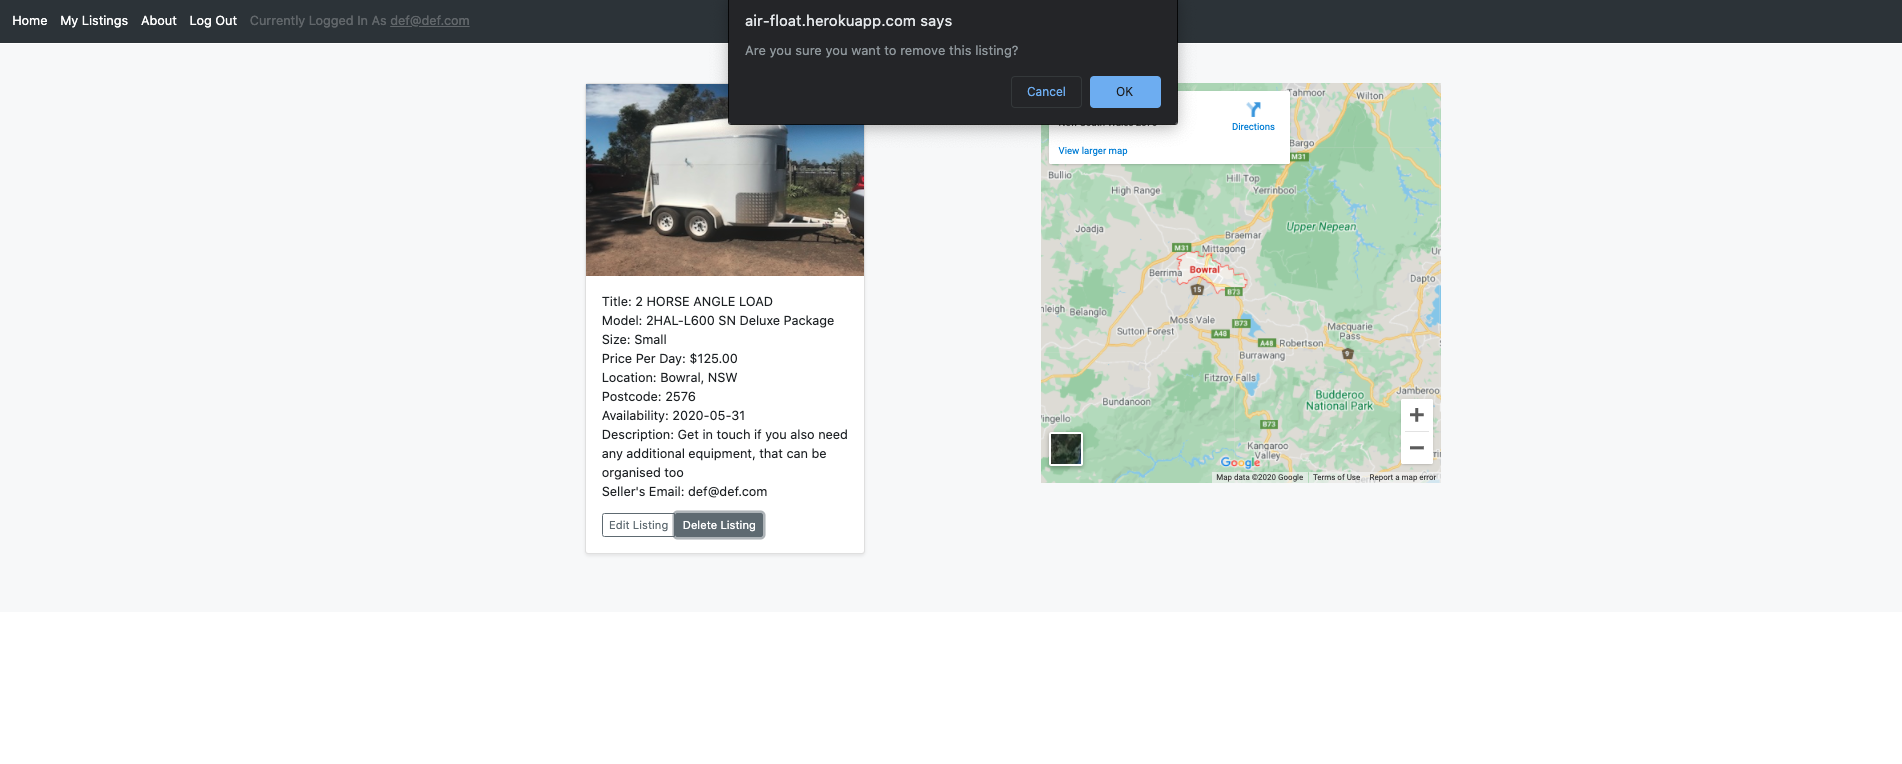 Home My Listings About Log Out Currently Logged In As def@def.com
air-float.herokuapp.com says
Are you sure you want to remove this listing?
Cancel OK
Title: 2 HORSE ANGLE LOAD
Model: 2HAL-L600 SN Deluxe Package
Size: Small
Price Per Day: $125.00
Location: Bowral, NSW
Postcode: 2576
Availability: 2020-05-31
Description: Get in touch if you also need
any additional equipment, that can be
organised too
Seller's Email: def@def.com
Edit Listing Delete Listing
Directions
View larger map
Tahmoor
Wilton
Bargo
M31
Bullio
Hill Top
High Range
Yerrinbool
Upper Nepean
Joadja
Braemar
M31
Mittagong
Berrima
Bowral
Dapto
15
B73
Belanglo
Moss Vale
B73
Macquarie
Pass
Sutton Forest
A48
A48
Robertson
9
Burrawang
Fitzroy Falls
Jamberoo
Budderoo
National Park
Bundanoon
B73
Kangaroo
Valley
Google
Map data ©2020 Google Terms of Use Report a map error